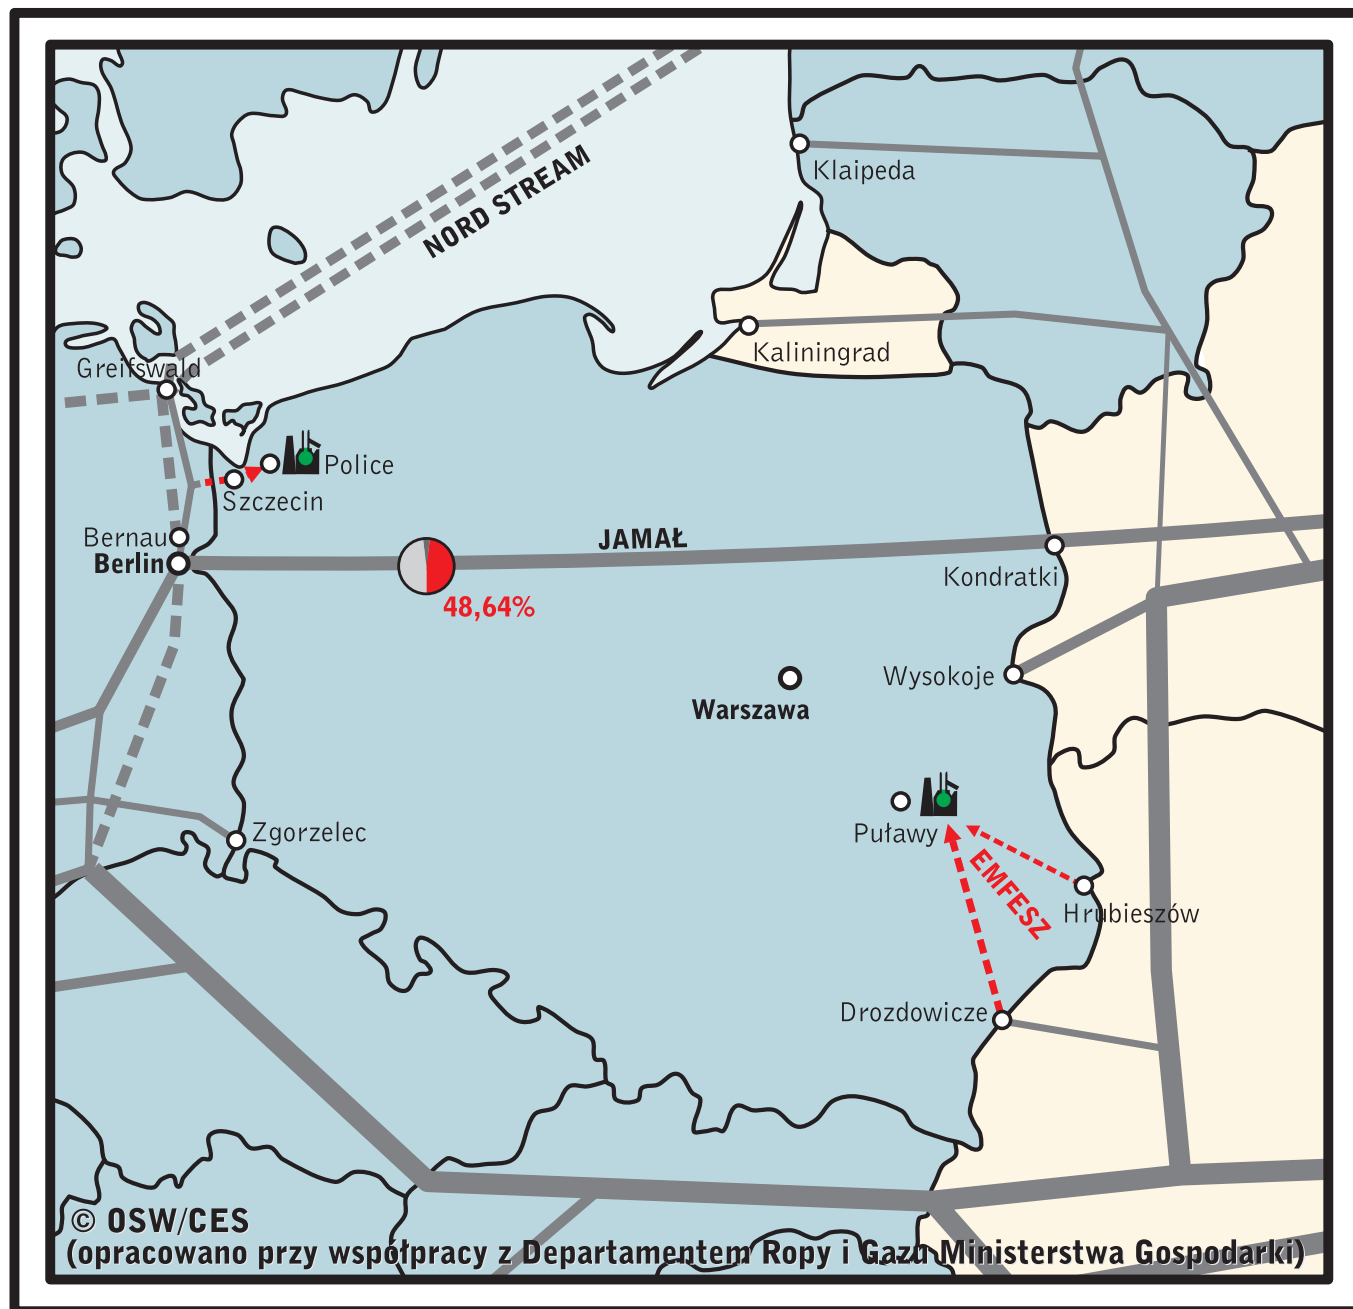 Klaipeda
NORD STREAM
Kaliningrad
Greifswald
Police
Szczecin
Bernau
Berlin
JAMAŁ
Kondratki
48,64%
Wysokoje
Warszawa
Zgorzelec
Puławy
EMFESZ
Hrubieszów
Drozdowicze
© OSW/CES
(opracowano przy współpracy z Departamentem Ropy i Gazu Ministerstwa Gospodarki)